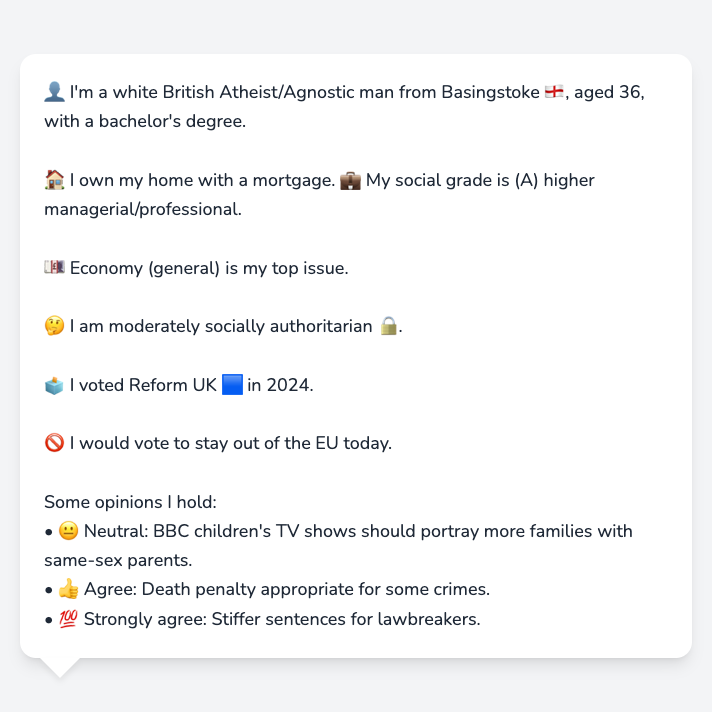 👤 I'm a white British Atheist/Agnostic man from Basingstoke 🏴󠁧󠁢󠁥󠁮󠁧󠁿, aged 36,
with a bachelor's degree.
🏠 I own my home with a mortgage. 💼 My social grade is (A) higher
managerial/professional.
💷 Economy (general) is my top issue.
🤔 I am moderately socially authoritarian 🔒.
🗳️ I voted Reform UK 🟦 in 2024.
🚫 I would vote to stay out of the EU today.
Some opinions I hold:
• 😐 Neutral: BBC children's TV shows should portray more families with
same-sex parents.
• 👍 Agree: Death penalty appropriate for some crimes.
• 💯 Strongly agree: Stiffer sentences for lawbreakers.